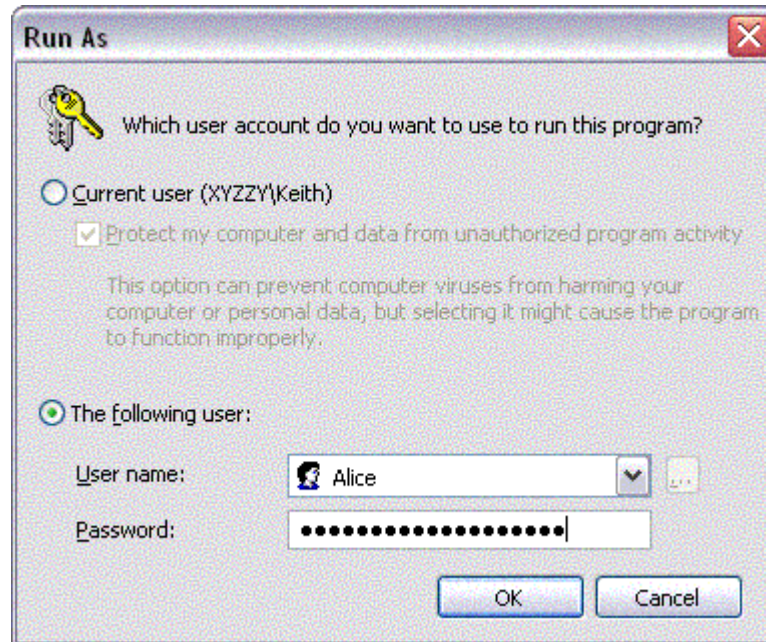 Run As
Which user account do you want to use to run this program?
Current user (XYZZY\Keith)
Protect my computer and data from unauthorized program activity
This option can prevent computer viruses from harming your
computer or personal data, but selecting it might cause the program
to function improperly.
The following user:
User name:
Alice
...
Password:
●●●●●●●●●●●●●●●●●●●
OK
Cancel